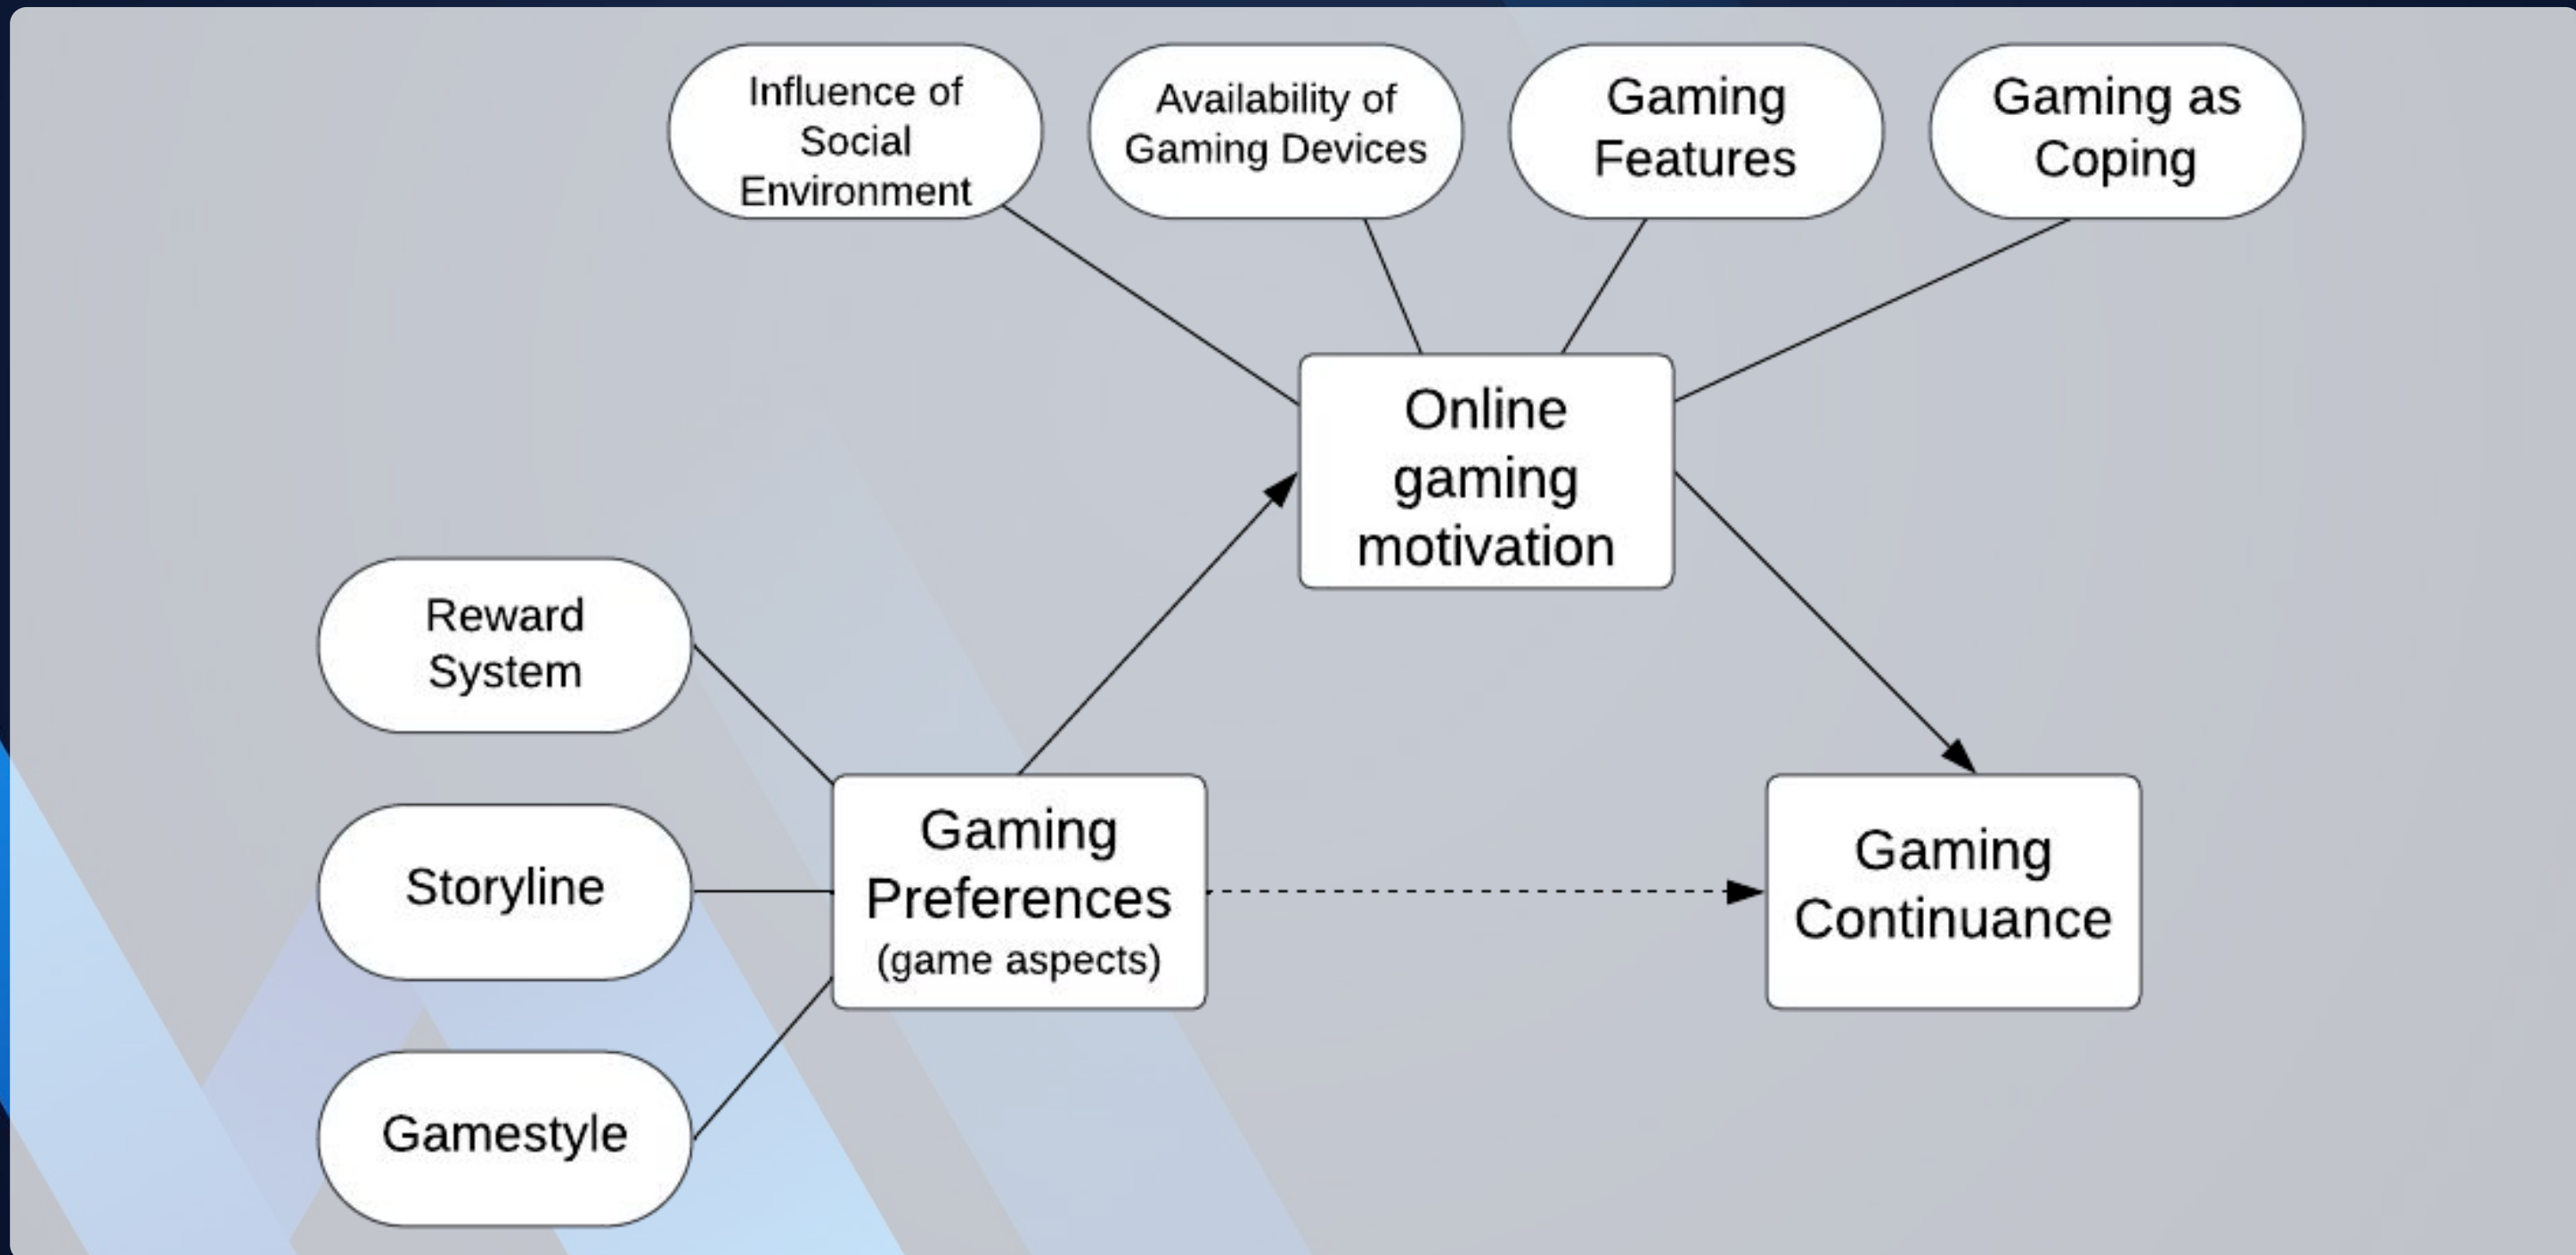 Influence of
Social
Environment
Availability of
Gaming Devices
Gaming
Features
Gaming as
Coping
Online
gaming
motivation
Reward
System
Storyline
Gamestyle
Gaming
Preferences
(game aspects)
Gaming
Continuance